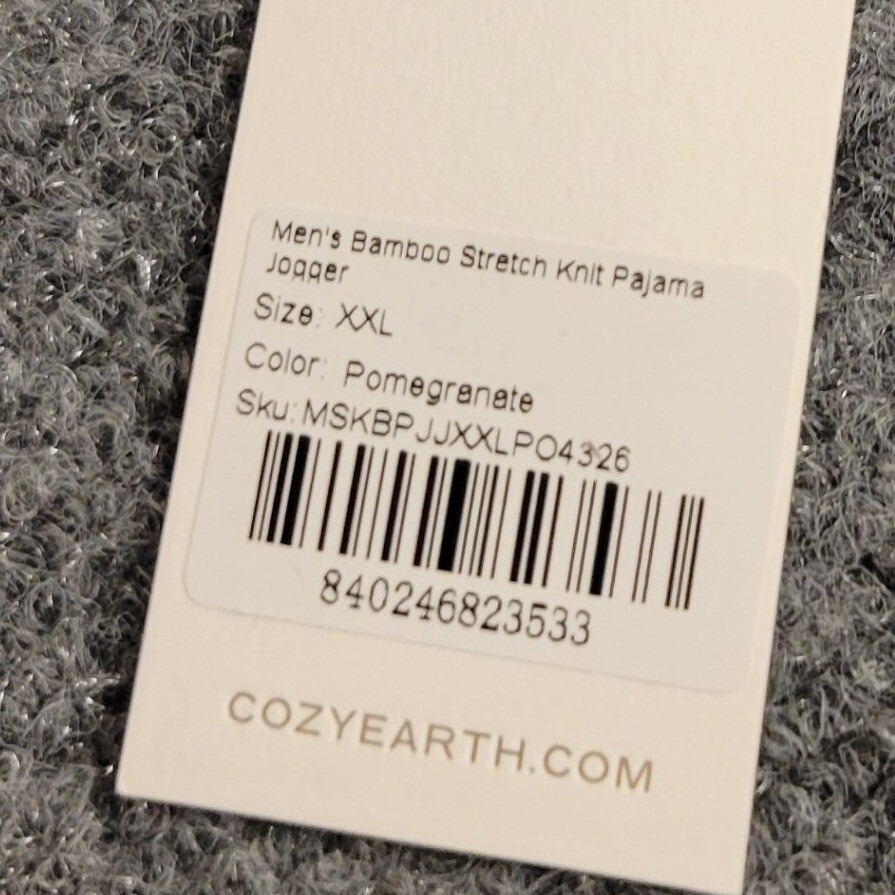 Men's Bamboo Stretch Knit Pajama
Jogger
Size: XXL
Color: Pomegranate
Sku:MSKBPJJXXLPO4326
840246823533
COZYEARTH.COM